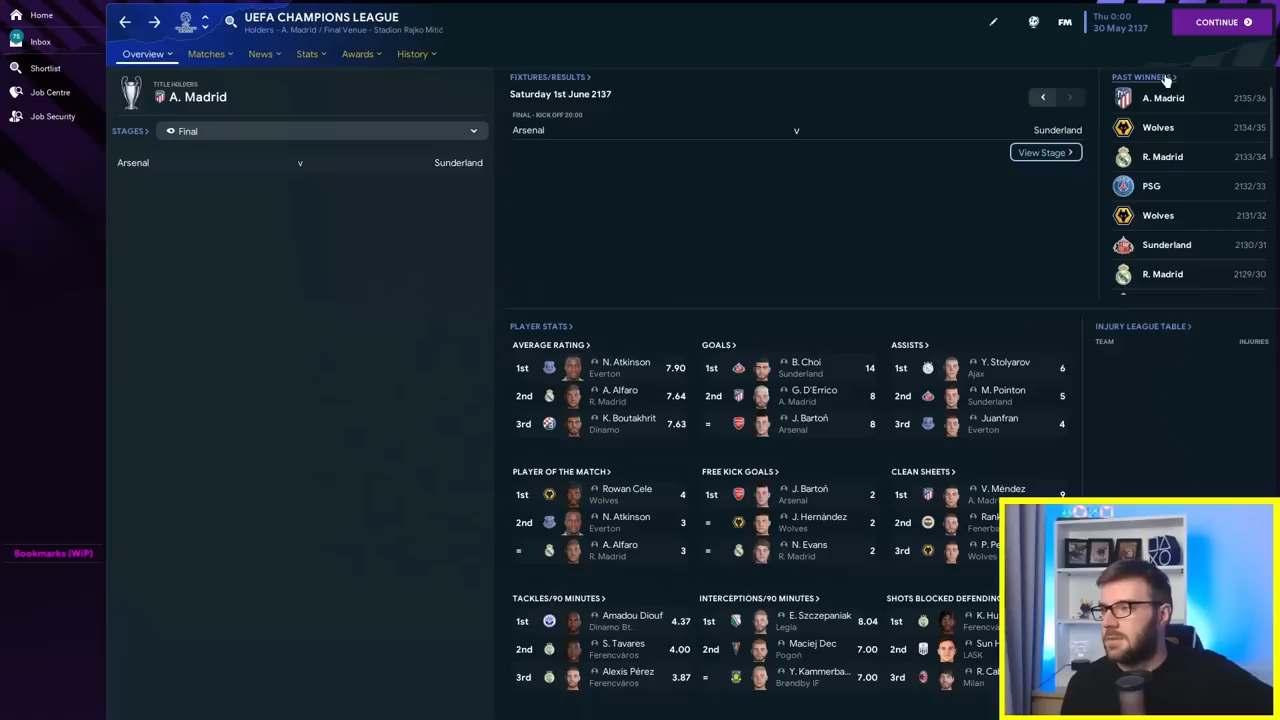 Home
75
Inbox
Shortlist
Job Centre
Job Security
Bookmarks (WiP)
UEFA CHAMPIONS LEAGUE
Holders - A. Madrid / Final Venue - Stadion Rajko Mitić
FM
Thu 0:00
30 May 2137
CONTINUE
Overview
Matches
News
Stats
Awards
History
TITLE HOLDERS
A. Madrid
STAGES
Final
Arsenal v Sunderland
FIXTURES/RESULTS
Saturday 1st June 2137
FINAL - KICK OFF 20:00
Arsenal v Sunderland
View Stage
PAST WINNERS
A. Madrid 2135/36
Wolves 2134/35
R. Madrid 2133/34
PSG 2132/33
Wolves 2131/32
Sunderland 2130/31
R. Madrid 2129/30
PLAYER STATS
AVERAGE RATING
1st N. Atkinson 7.90
Everton
2nd A. Alfaro 7.64
R. Madrid
3rd K. Boutakhrit 7.63
Dinamo
GOALS
1st B. Choi 14
Sunderland
2nd G. D'Errico 8
A. Madrid
= J. Bartoň 8
Arsenal
ASSISTS
1st Y. Stolyarov 6
Ajax
2nd M. Pointon 5
Sunderland
3rd Juanfran 4
Everton
INJURY LEAGUE TABLE
TEAM INJURIES
PLAYER OF THE MATCH
1st Rowan Cele 4
Wolves
2nd N. Atkinson 3
Everton
= A. Alfaro 3
R. Madrid
FREE KICK GOALS
1st J. Bartoň 2
Arsenal
= J. Hernández 2
Wolves
= N. Evans 2
R. Madrid
CLEAN SHEETS
1st V. Méndez 9
A. Madrid
2nd Rank
Fenerba
3rd P. Pe
Wolves
TACKLES/90 MINUTES
1st Amadou Diouf 4.37
Dinamo Bt.
2nd S. Tavares 4.00
Ferencváros
3rd Alexis Pérez 3.87
Ferencváros
INTERCEPTIONS/90 MINUTES
1st E. Szczepaniak 8.04
Legia
2nd Maciej Dec 7.00
Pogoń
= Y. Kammerba... 7.00
Brøndby IF
SHOTS BLOCKED DEFENDING
1st K. Hu
Ferencvá
2nd Sun H
LASK
3rd R. Cab
Milan